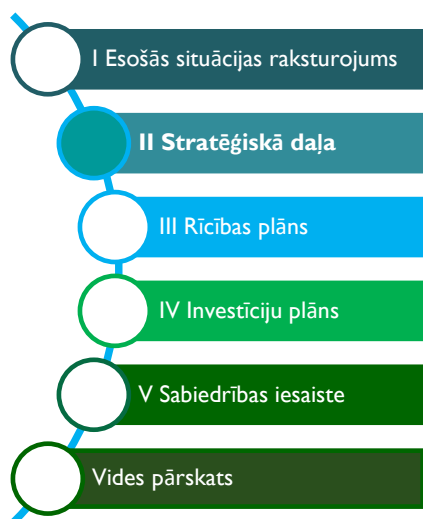 I Esošās situācijas raksturojums
II Stratēģiskā daļa
III Rīcības plāns
IV Investīciju plāns
V Sabiedrības iesaiste
Vides pārskats